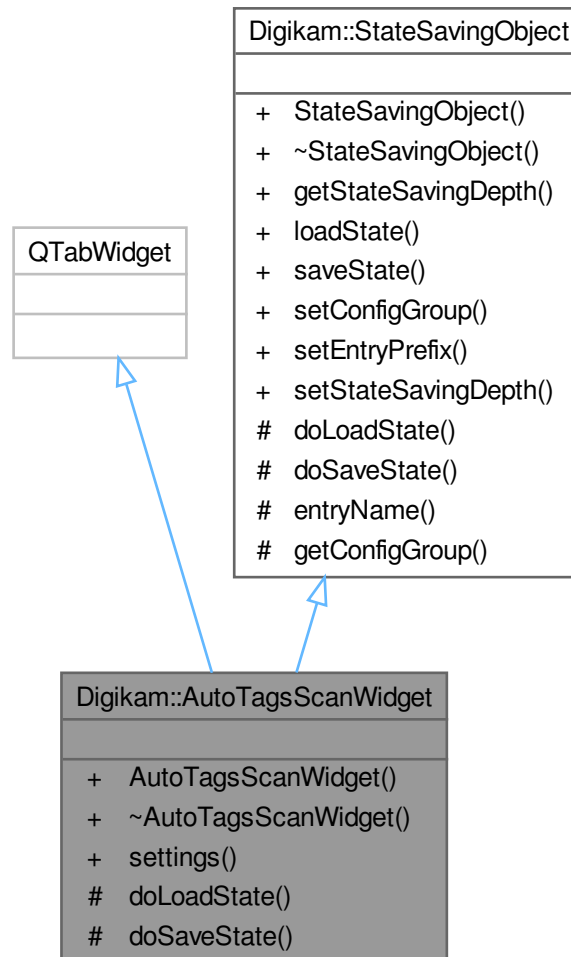 Digikam::StateSavingObject
+ StateSavingObject()
+ ~StateSavingObject()
+ getStateSavingDepth()
+ loadState()
+ saveState()
+ setConfigGroup()
+ setEntryPrefix()
+ setStateSavingDepth()
# doLoadState()
# doSaveState()
# entryName()
# getConfigGroup()
QTabWidget
Digikam::AutoTagsScanWidget
+ AutoTagsScanWidget()
+ ~AutoTagsScanWidget()
+ settings()
# doLoadState()
# doSaveState()